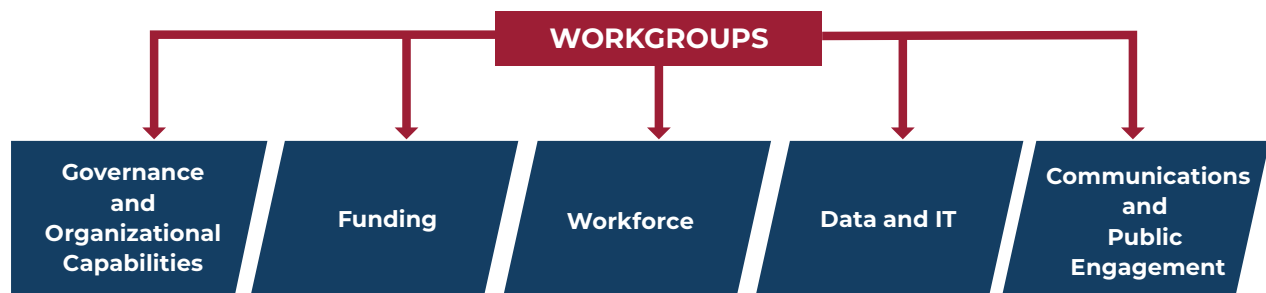 WORKGROUPS
Governance
and
Organizational
Capabilities
Funding
Workforce
Data and IT
Communications
and
Public
Engagement